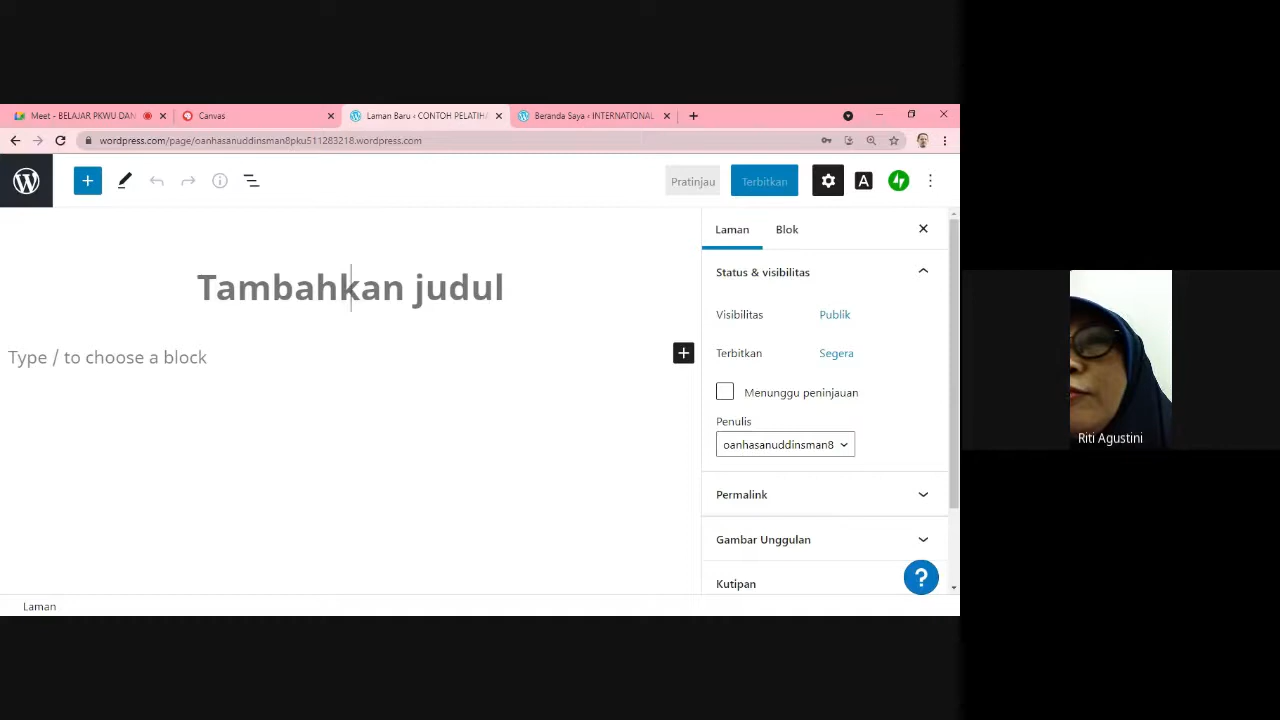 Meet - BELAJAR PKWU DAN
Canvas
Laman Baru ‹ CONTOH PELATIHA
Beranda Saya ‹ INTERNATIONAL
wordpress.com/page/oanhasanuddinsman8pku511283218.wordpress.com
Pratinjau
Terbitkan
A
Laman
Blok
Tambahkan judul
Status & visibilitas
Visibilitas
Publik
Type / to choose a block
Terbitkan
Segera
Menunggu peninjauan
Penulis
oanhasanuddinsman8
Riti Agustini
Permalink
Gambar Unggulan
Kutipan
?
Laman